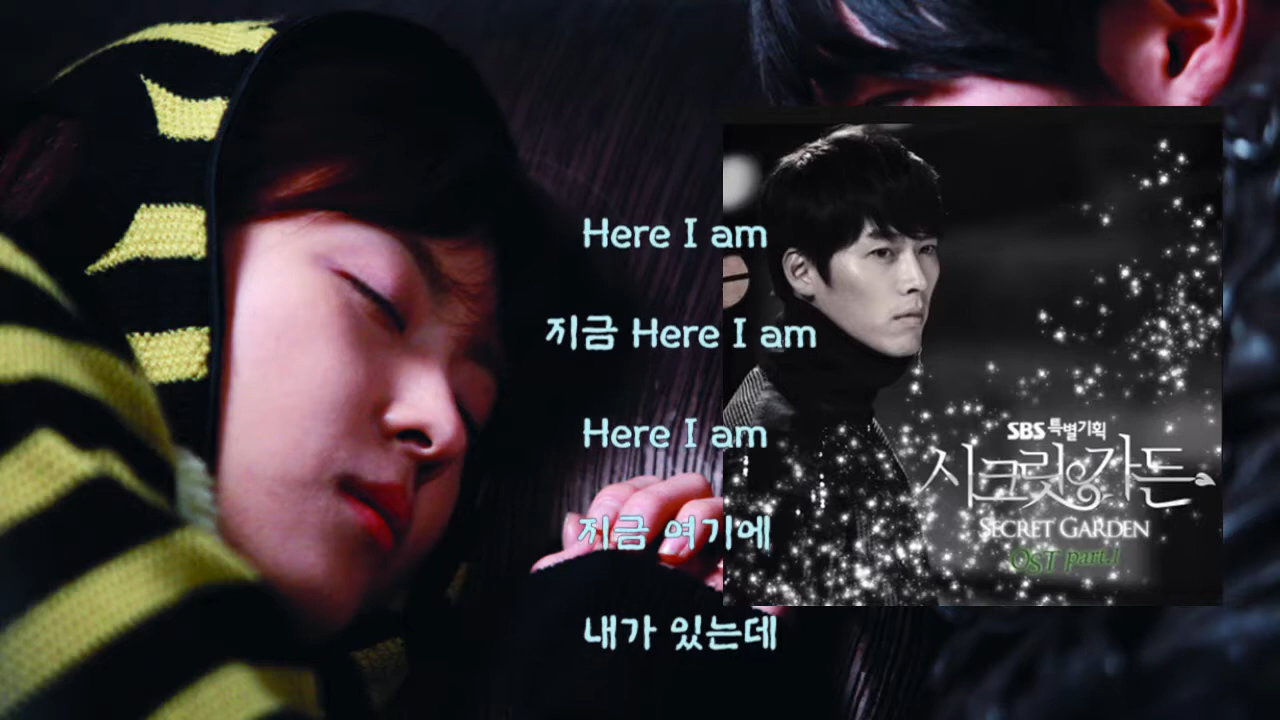 Here I am
지금 Here I am
Here I am
지금 여기에
내가 있는데
SBS 특별기획
시크릿가든
SECRET GARDEN
OST part.1